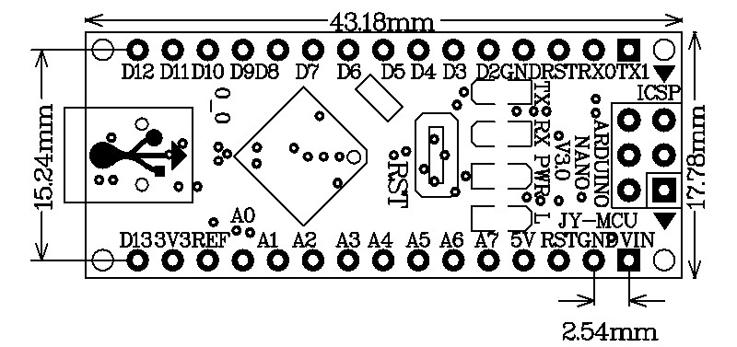 43.18mm
D12 D11 D10 D9 D8 D7 D6 D5 D4 D3 D2 GND RST RX0 TX1
ICSP
15.24mm
17.78mm
TX
RX
PWR
L
RST
ARDUINO
NANO
V3.0
JY-MCU
A0
D13 3V3 REF A1 A2 A3 A4 A5 A6 A7 5V RST GND VIN
2.54mm